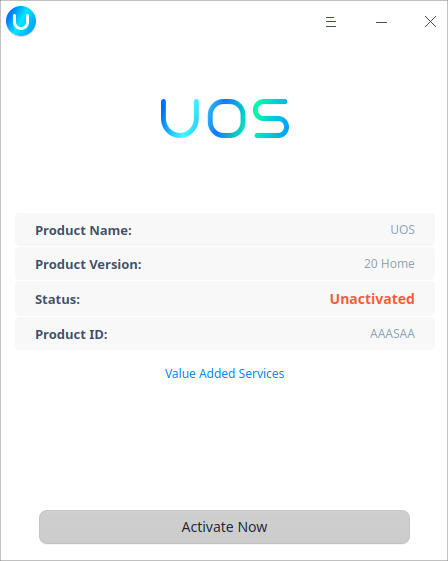 UOS
Product Name: UOS
Product Version: 20 Home
Status: Unactivated
Product ID: AAASAA
Value Added Services
Activate Now